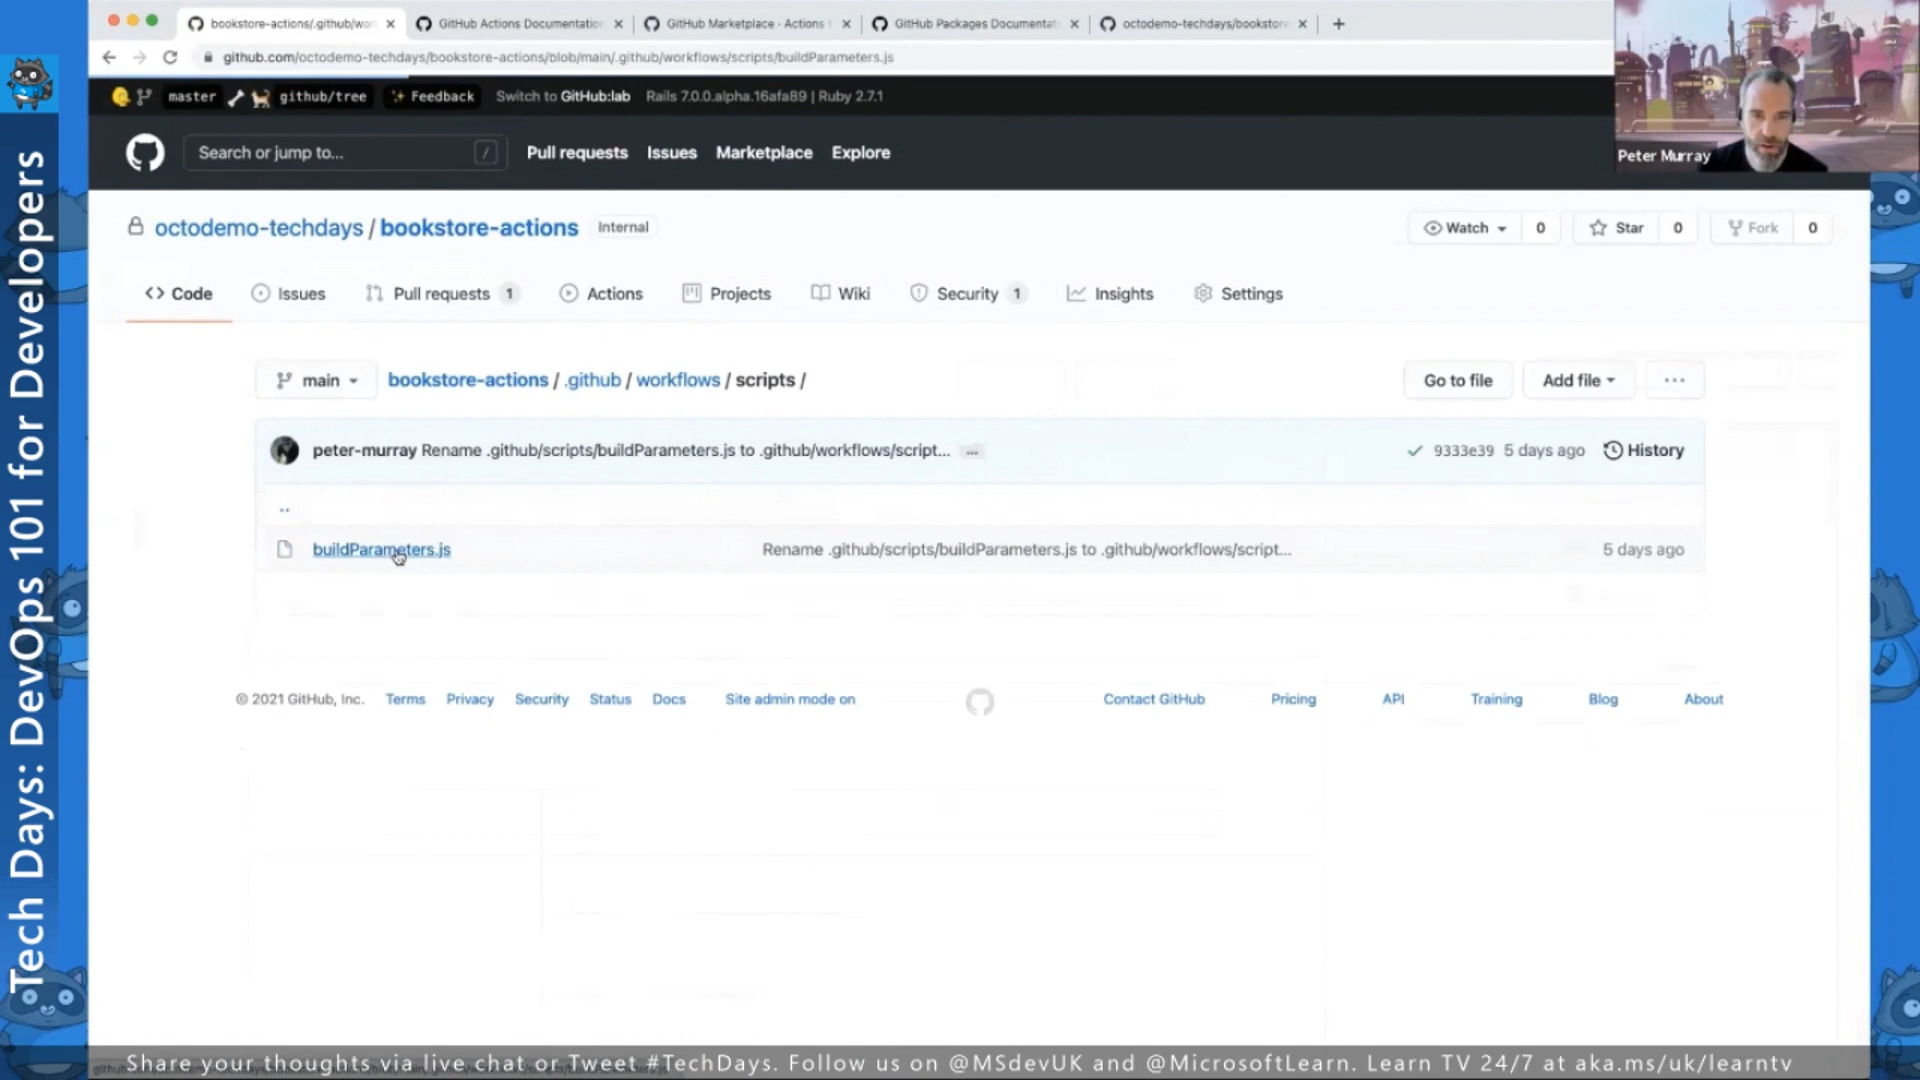 Tech Days: DevOps 101 for Developers
bookstore-actions/.github/wor
GitHub Actions Documentation
GitHub Marketplace · Actions
GitHub Packages Documentat
octodemo-techdays/bookstore
github.com/octodemo-techdays/bookstore-actions/blob/main/.github/workflows/scripts/buildParameters.js
master github/tree Feedback Switch to GitHub:lab Rails 7.0.0.alpha.16afa89 | Ruby 2.7.1
Search or jump to... / Pull requests Issues Marketplace Explore
Peter Murray
octodemo-techdays / bookstore-actions Internal
Watch 0 Star 0 Fork 0
Code Issues Pull requests 1 Actions Projects Wiki Security 1 Insights Settings
main bookstore-actions / .github / workflows / scripts / Go to file Add file ...
peter-murray Rename .github/scripts/buildParameters.js to .github/workflows/script... ... 9333e39 5 days ago History
..
buildParameters.js Rename .github/scripts/buildParameters.js to .github/workflows/script... 5 days ago
© 2021 GitHub, Inc. Terms Privacy Security Status Docs Site admin mode on Contact GitHub Pricing API Training Blog About
Share your thoughts via live chat or Tweet #TechDays. Follow us on @MSdevUK and @MicrosoftLearn. Learn TV 24/7 at aka.ms/uk/learntv